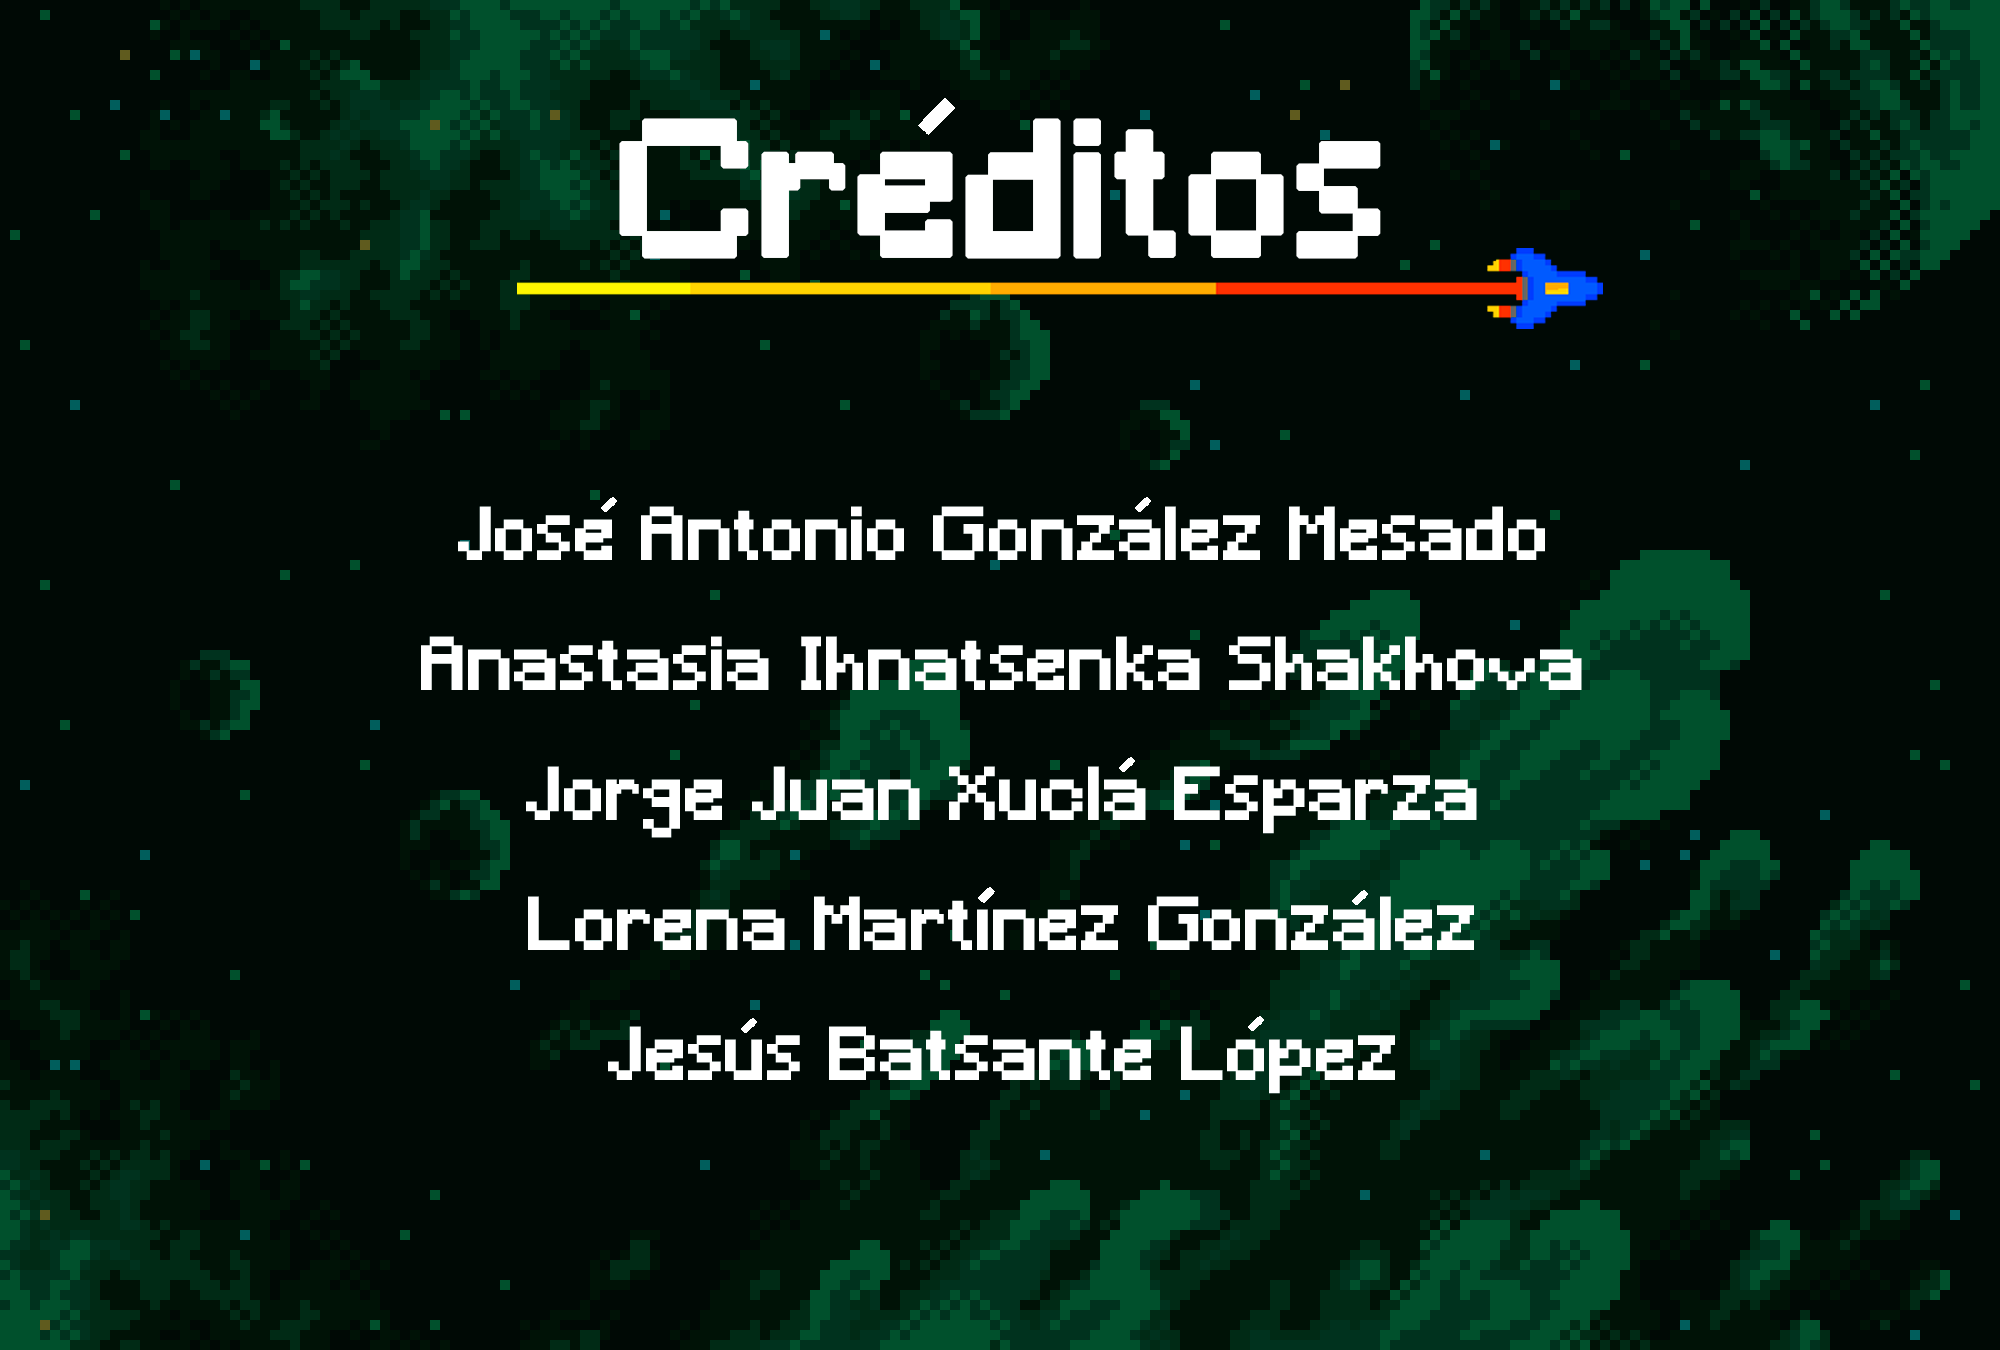 Créditos
José Antonio González Mesado
Anastasia Ihnatsenka Shakhova
Jorge Juan Xuclá Esparza
Lorena Martínez González
Jesús Batsante López